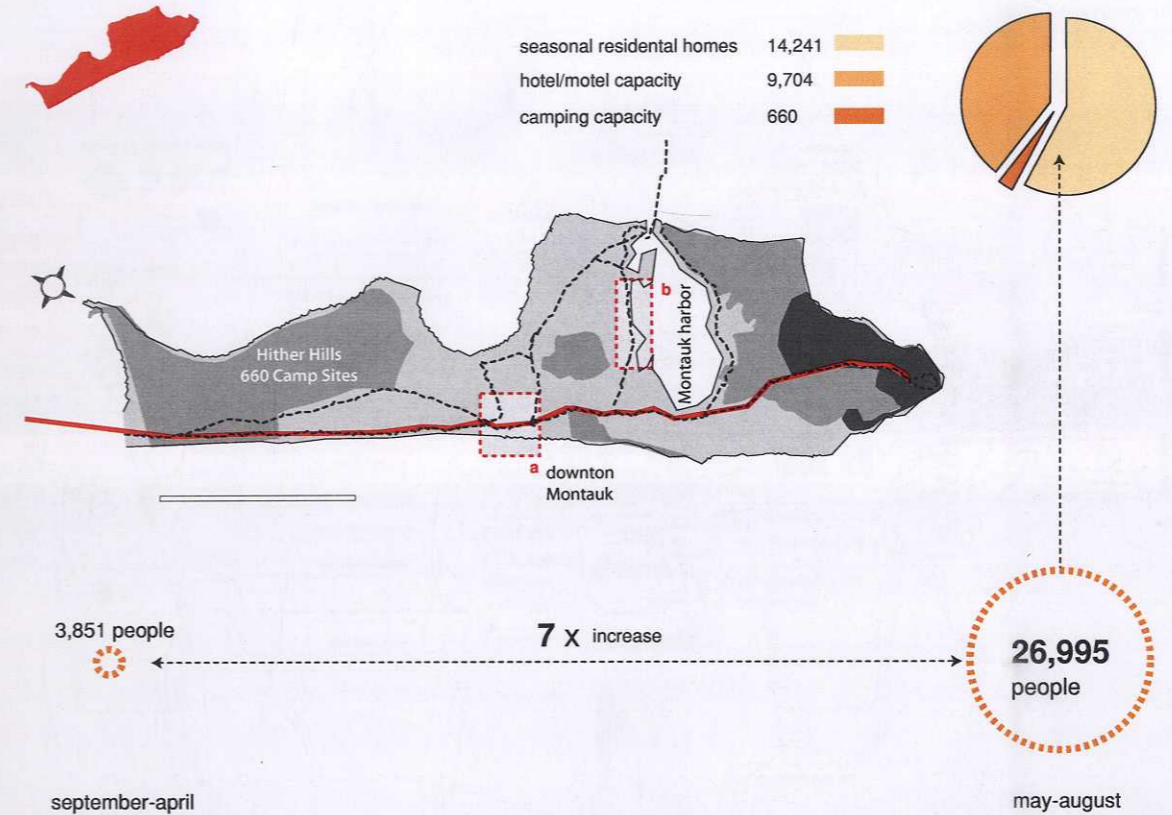 seasonal residental homes 14,241
hotel/motel capacity 9,704
camping capacity 660
Hither Hills
660 Camp Sites
b
Montauk harbor
a
downton
Montauk
3,851 people
7 x increase
26,995
people
september-april
may-august